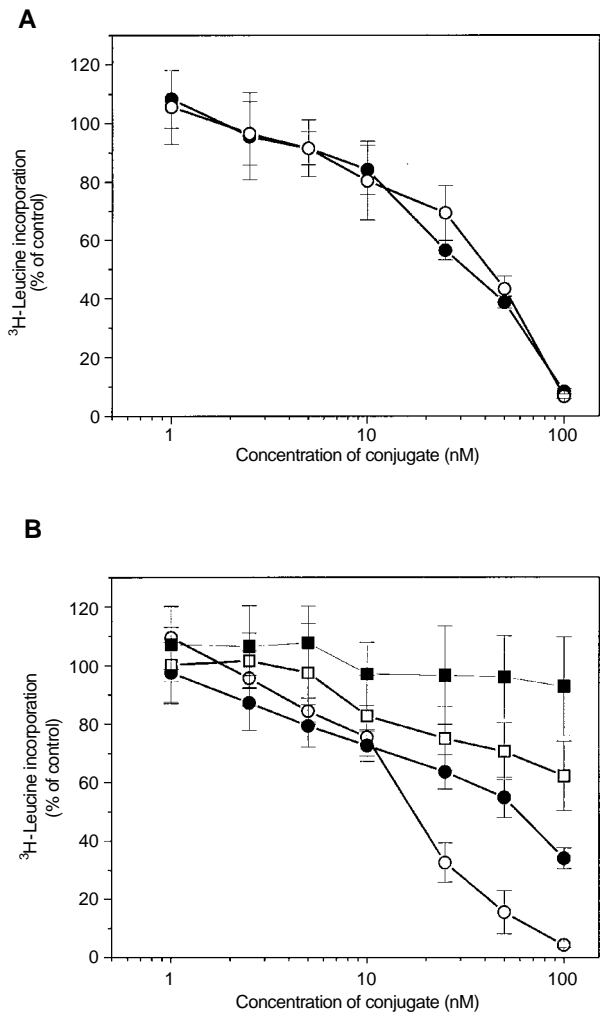 A
120
100
80
60
40
20
0
³H-Leucine incorporation
(% of control)
1
10
100
Concentration of conjugate (nM)
B
120
100
80
60
40
20
0
³H-Leucine incorporation
(% of control)
1
10
100
Concentration of conjugate (nM)